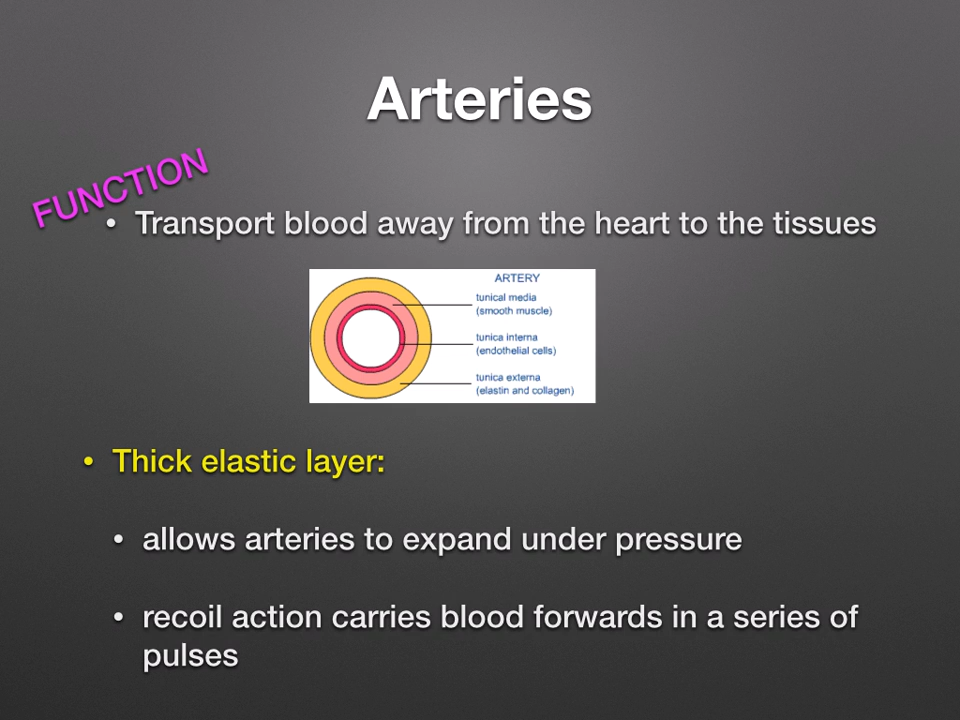 Arteries
FUNCTION
• Transport blood away from the heart to the tissues
ARTERY
tunical media
(smooth muscle)
tunica interna
(endothelial cells)
tunica externa
(elastin and collagen)
• Thick elastic layer:
• allows arteries to expand under pressure
• recoil action carries blood forwards in a series of
pulses